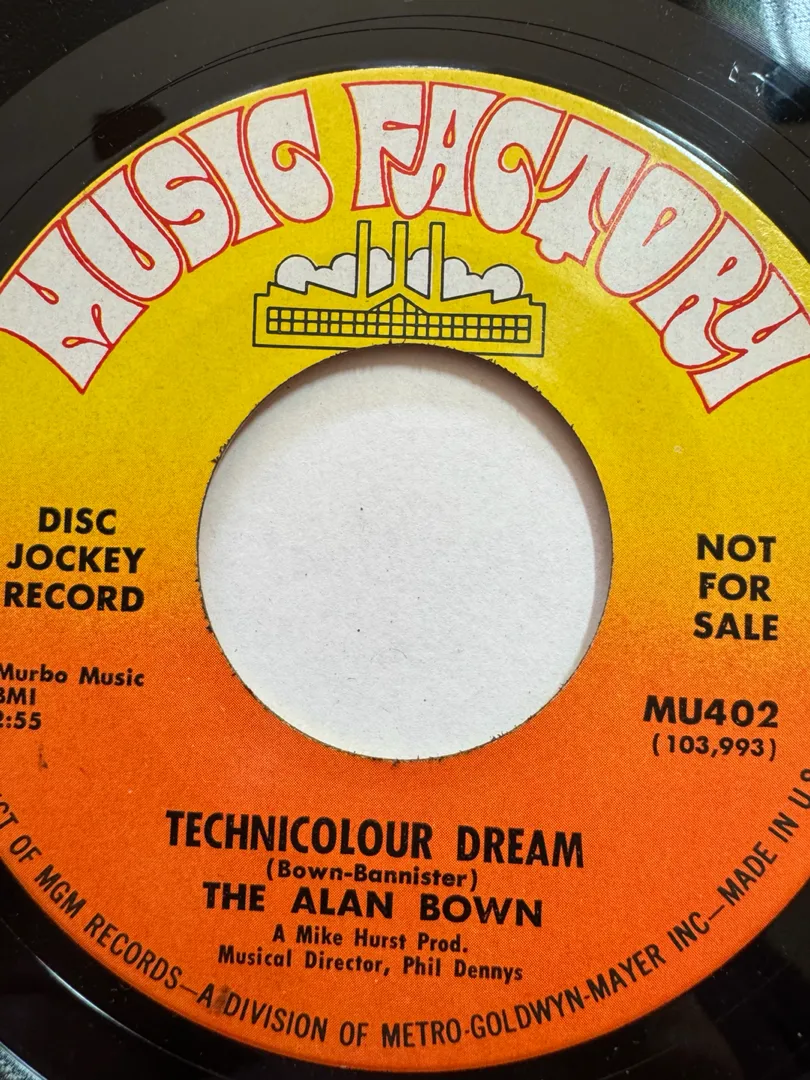 MUSIC FACTORY
DISC
JOCKEY
RECORD
NOT
FOR
SALE
Murbo Music
BMI
2:55
MU402
(103,993)
TECHNICOLOUR DREAM
(Bown-Bannister)
THE ALAN BOWN
A Mike Hurst Prod.
Musical Director, Phil Dennys
OF MGM RECORDS—A DIVISION OF METRO-GOLDWYN-MAYER INC—MADE IN U.S